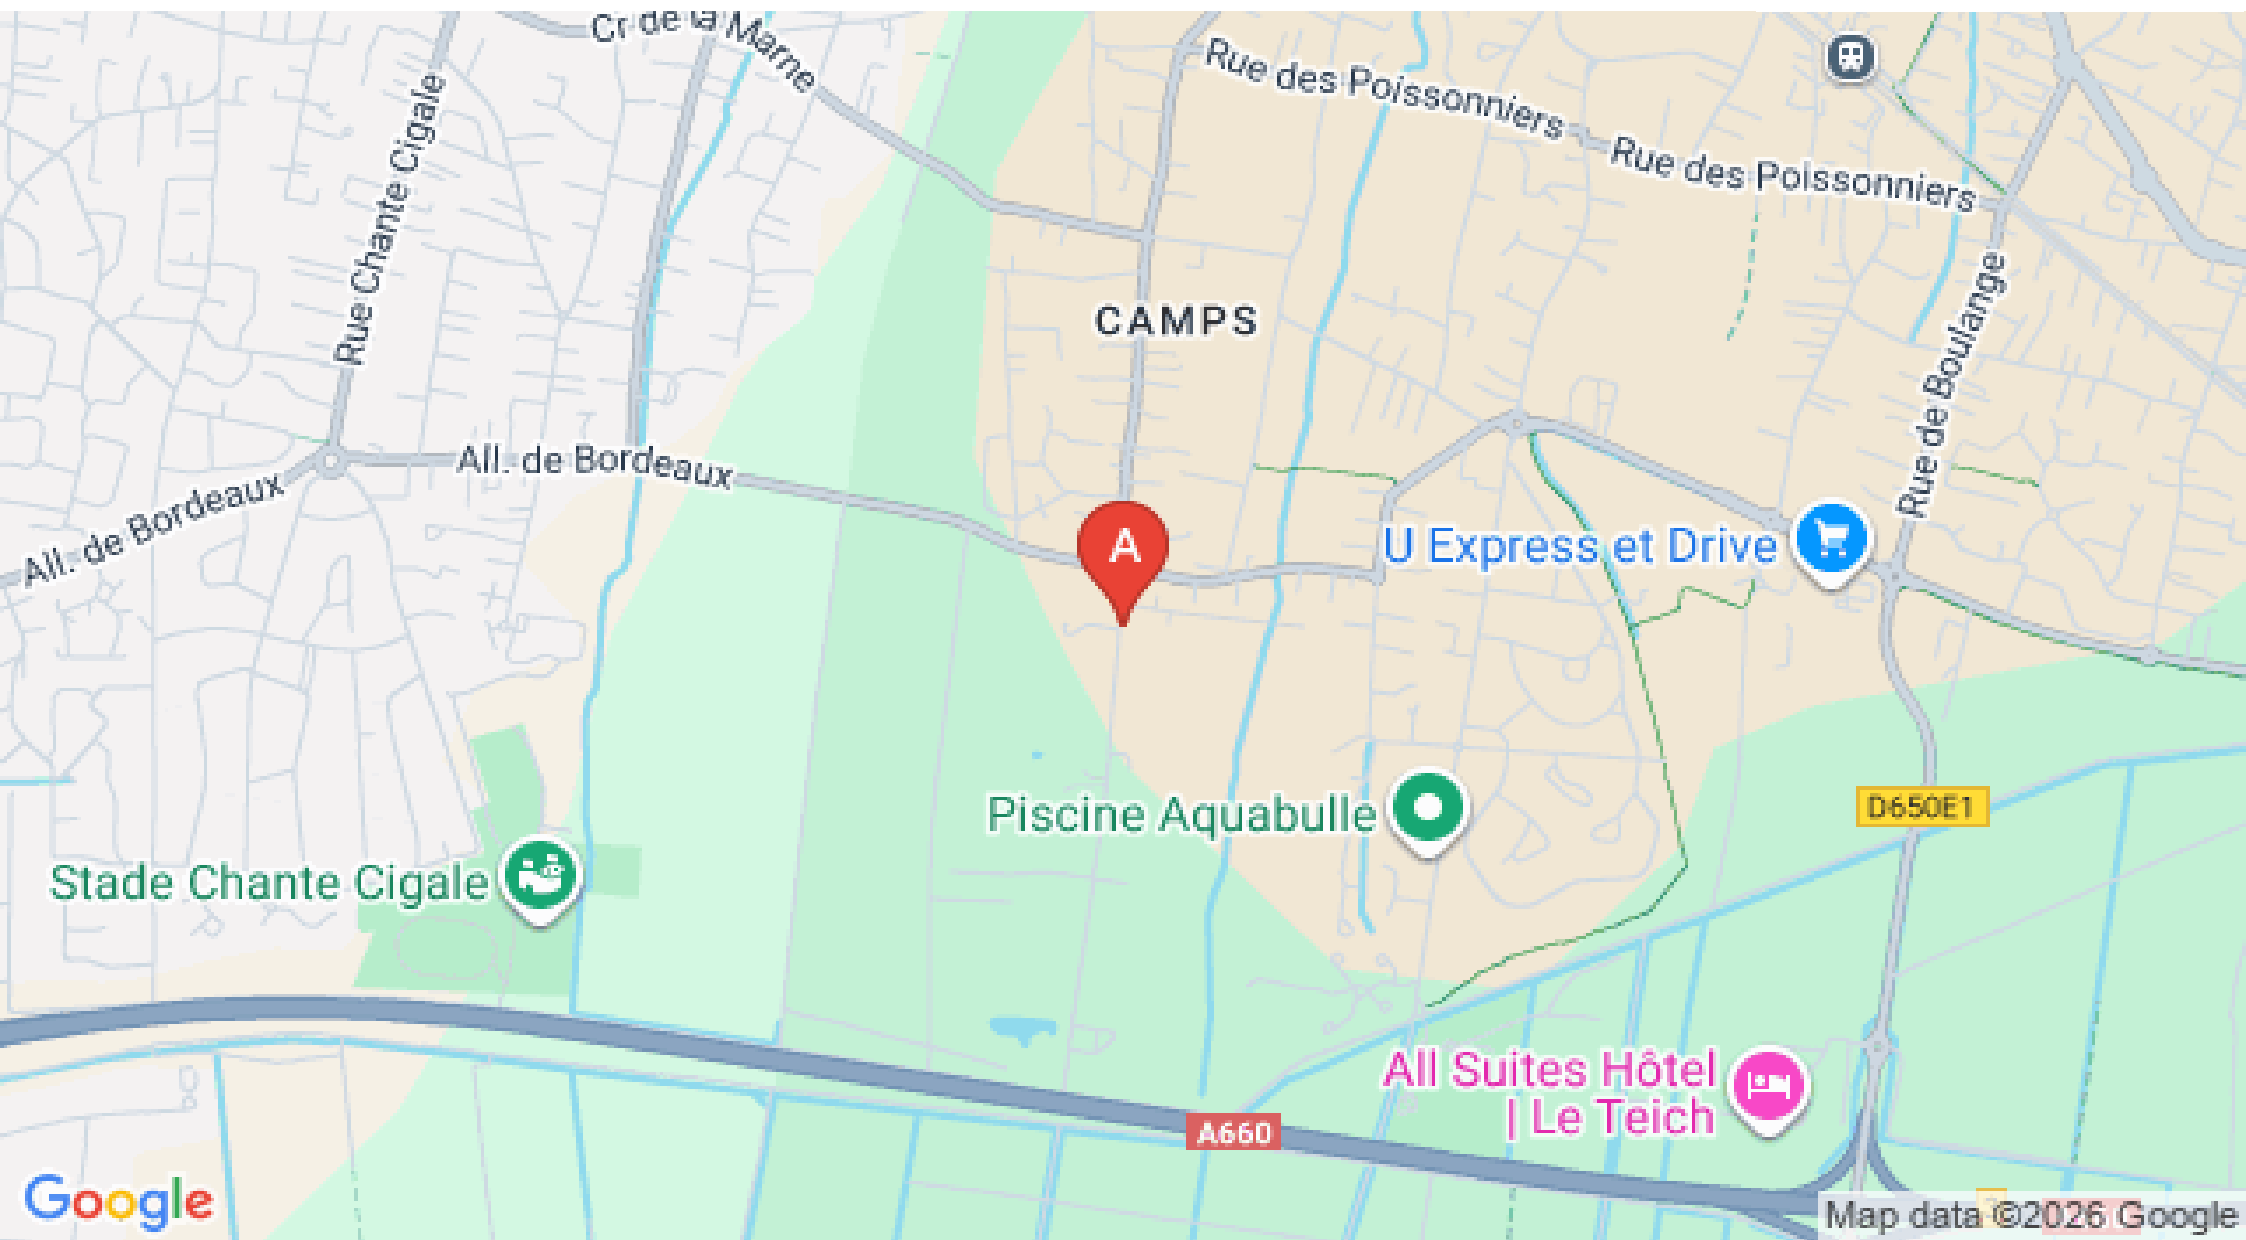 Cr de la Marne
Rue des Poissonniers
Rue des Poissonniers
Rue Chante Cigale
CAMPS
Rue de Boulange
All. de Bordeaux
All. de Bordeaux
A
U Express et Drive
Piscine Aquabulle
D650E1
Stade Chante Cigale
All Suites Hôtel
| Le Teich
A660
Google
Map data ©2026 Google